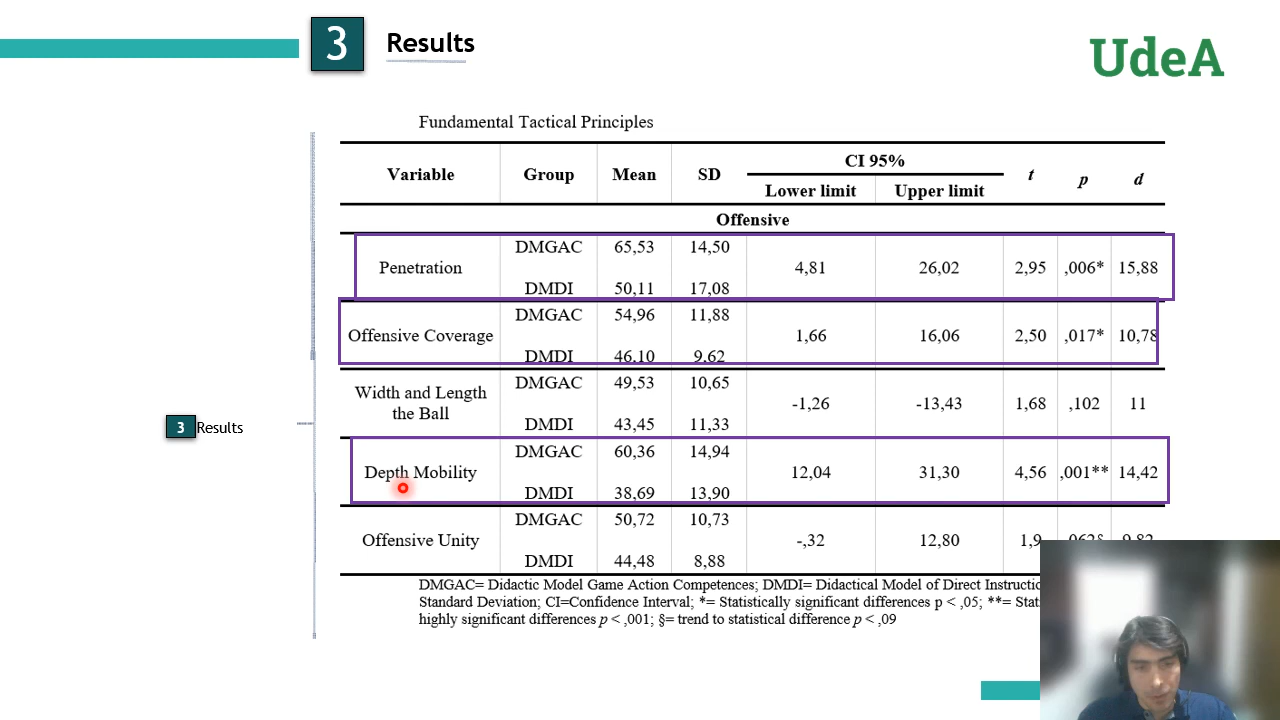 3
Results
UdeA
Fundamental Tactical Principles
Variable Group Mean SD CI 95% t p d
Lower limit Upper limit
Offensive
Penetration DMGAC 65,53 14,50 4,81 26,02 2,95 ,006* 15,88
DMDI 50,11 17,08
Offensive Coverage DMGAC 54,96 11,88 1,66 16,06 2,50 ,017* 10,78
DMDI 46,10 9,62
Width and Length the Ball DMGAC 49,53 10,65 -1,26 -13,43 1,68 ,102 11
DMDI 43,45 11,33
3 Results
Depth Mobility DMGAC 60,36 14,94 12,04 31,30 4,56 ,001** 14,42
DMDI 38,69 13,90
Offensive Unity DMGAC 50,72 10,73 -,32 12,80 1,9
DMDI 44,48 8,88
DMGAC= Didactic Model Game Action Competences; DMDI= Didactical Model of Direct
Standard Deviation; CI=Confidence Interval; *= Statistically significant differences p < ,05; **=
highly significant differences p < ,001; §= trend to statistical difference p < ,09